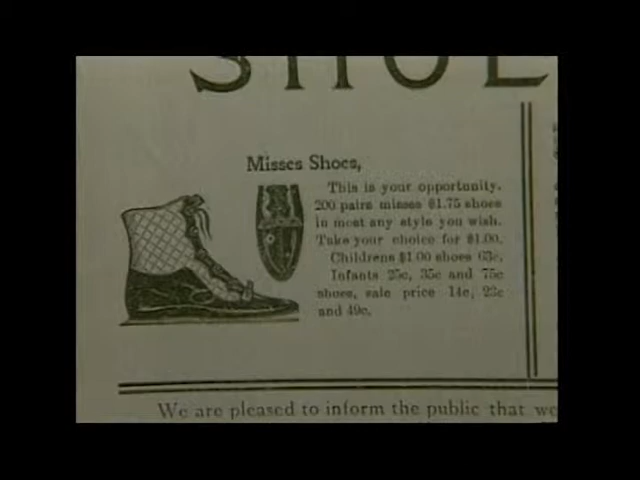 SHOE
Misses Shoes,
This is your opportunity.
200 pairs misses $1.75 shoes
in most any style you wish.
Take your choice for $1.00.
Childrens $1.00 shoes 63c.
Infants 25c, 35c and 75c
shoes, sale price 14c, 23c
and 49c.
We are pleased to inform the public that we